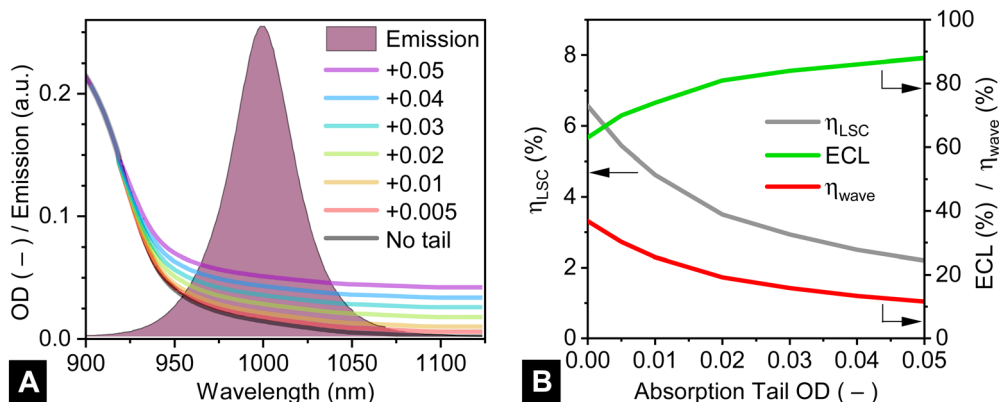 OD ( – ) / Emission (a.u.)
0.2
0.1
0.0
Emission
+0.05
+0.04
+0.03
+0.02
+0.01
+0.005
No tail
900
950
1000
1050
1100
Wavelength (nm)
A
η_LSC (%)
8
6
4
2
0
η_LSC
ECL
η_wave
100
80
60
40
20
0
ECL (%) / η_wave (%)
0.00
0.01
0.02
0.03
0.04
0.05
Absorption Tail OD ( – )
B